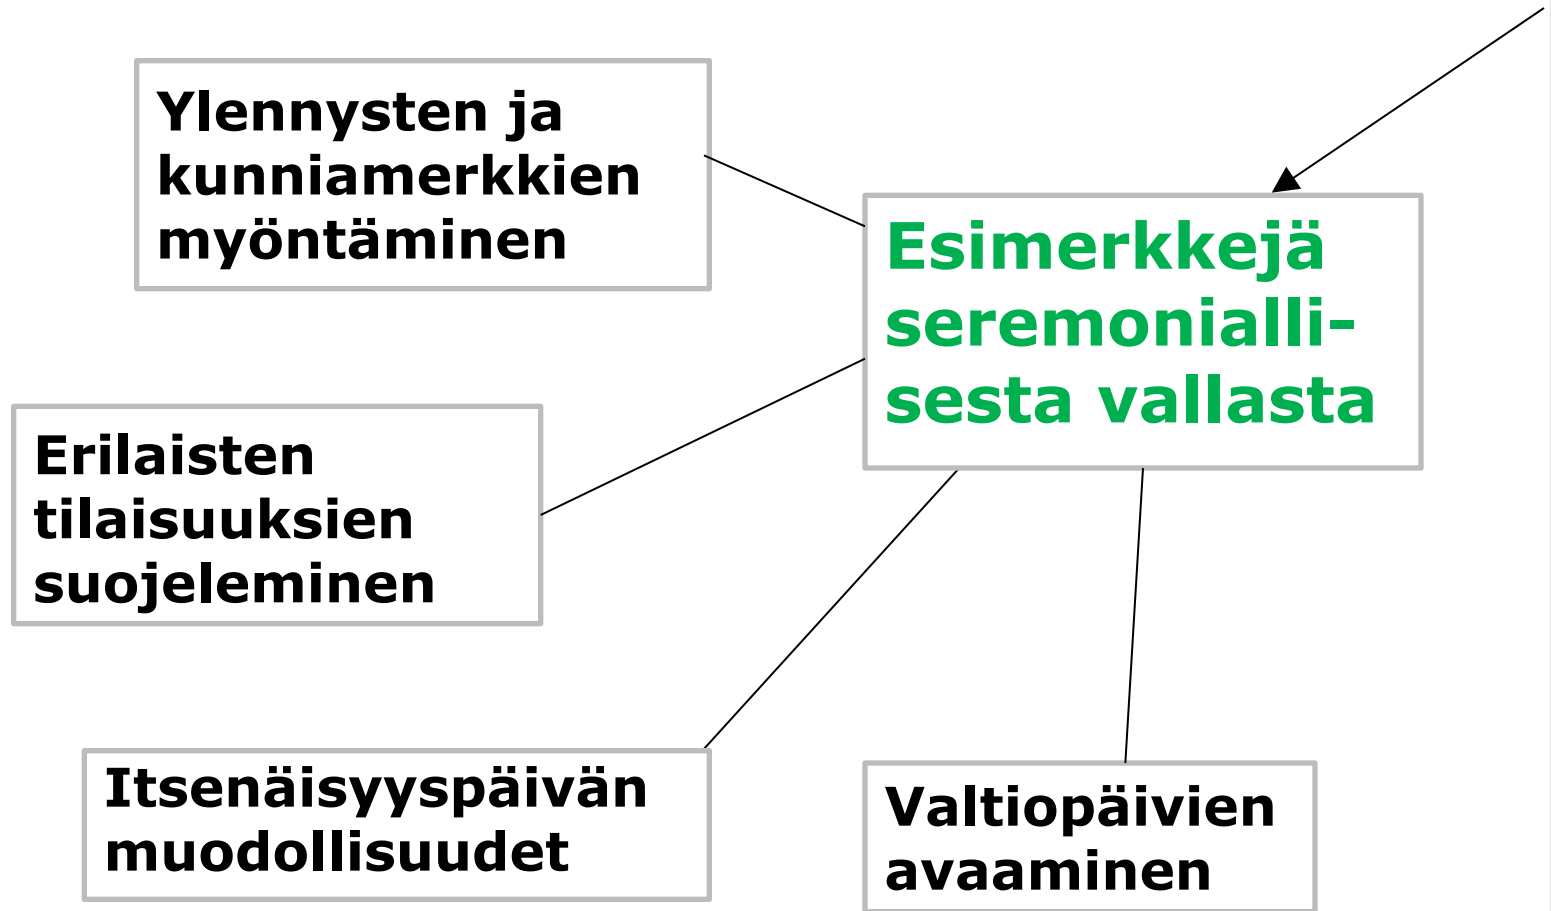 Ylennysten ja
kunniamerkkien
myöntäminen
Esimerkkejä
seremonialli-
sesta vallasta
Erilaisten
tilaisuuksien
suojeleminen
Itsenäisyyspäivän
muodollisuudet
Valtiopäivien
avaaminen